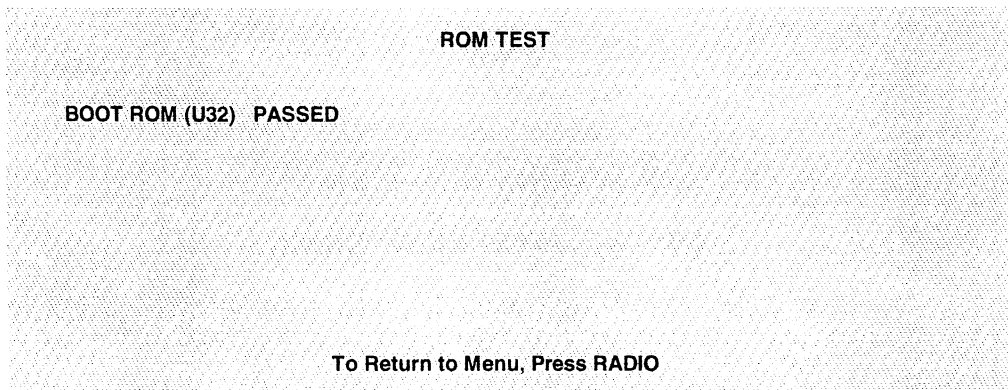 ROM TEST
BOOT ROM (U32) PASSED
To Return to Menu, Press RADIO